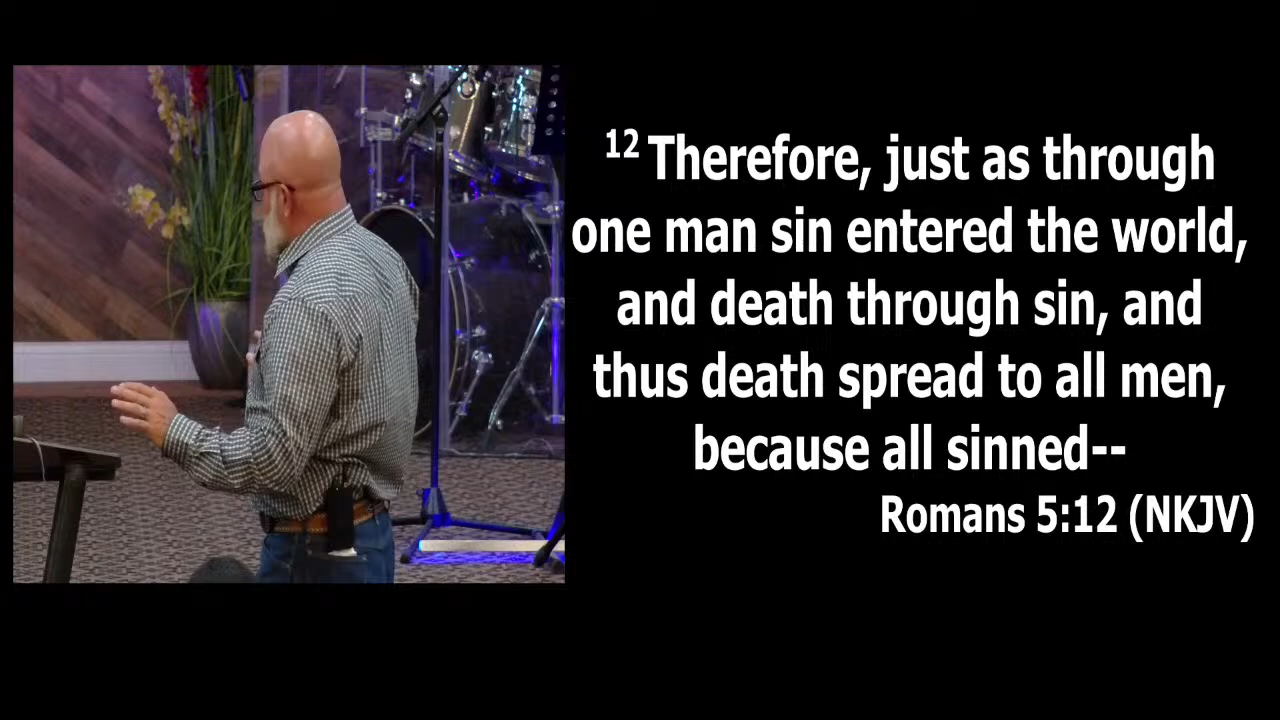 12 Therefore, just as through
one man sin entered the world,
and death through sin, and
thus death spread to all men,
because all sinned--
Romans 5:12 (NKJV)